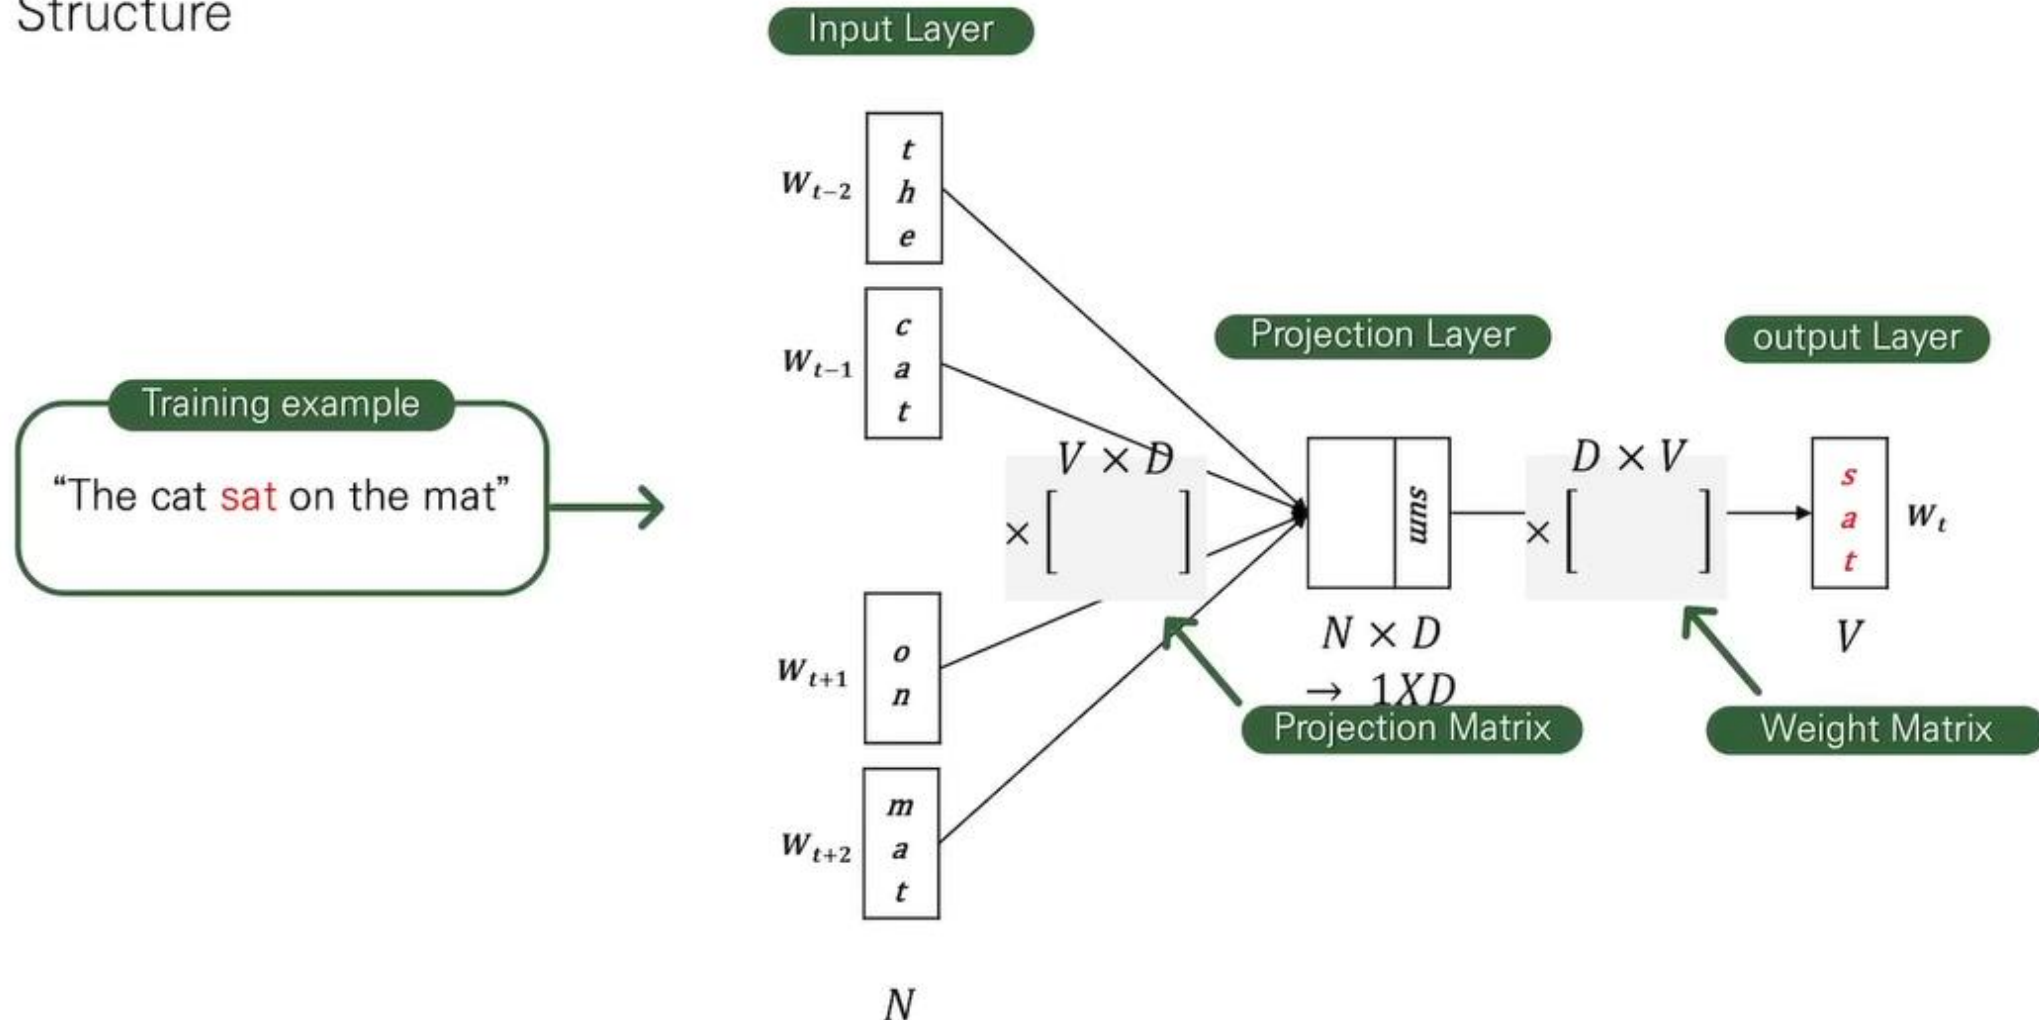 Structure
Input Layer
W_{t-2}
t
h
e
W_{t-1}
c
a
t
Training example
“The cat sat on the mat”
V × D
× [ ]
W_{t+1}
o
n
W_{t+2}
m
a
t
N
Projection Layer
sum
N × D
→ 1XD
Projection Matrix
D × V
× [ ]
Weight Matrix
output Layer
s
a
t
W_t
V